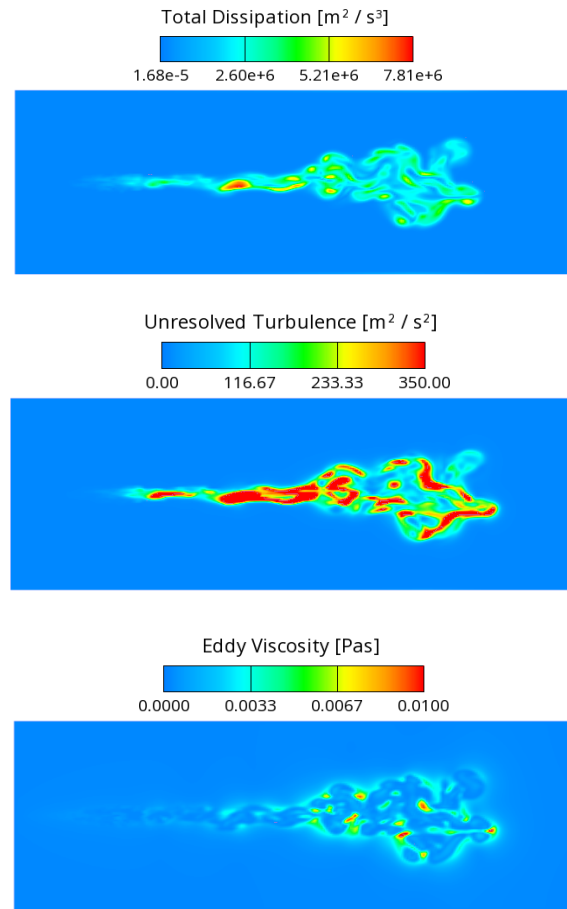 Total Dissipation [m² / s³]
1.68e-5 2.60e+6 5.21e+6 7.81e+6
Unresolved Turbulence [m² / s²]
0.00 116.67 233.33 350.00
Eddy Viscosity [Pas]
0.0000 0.0033 0.0067 0.0100